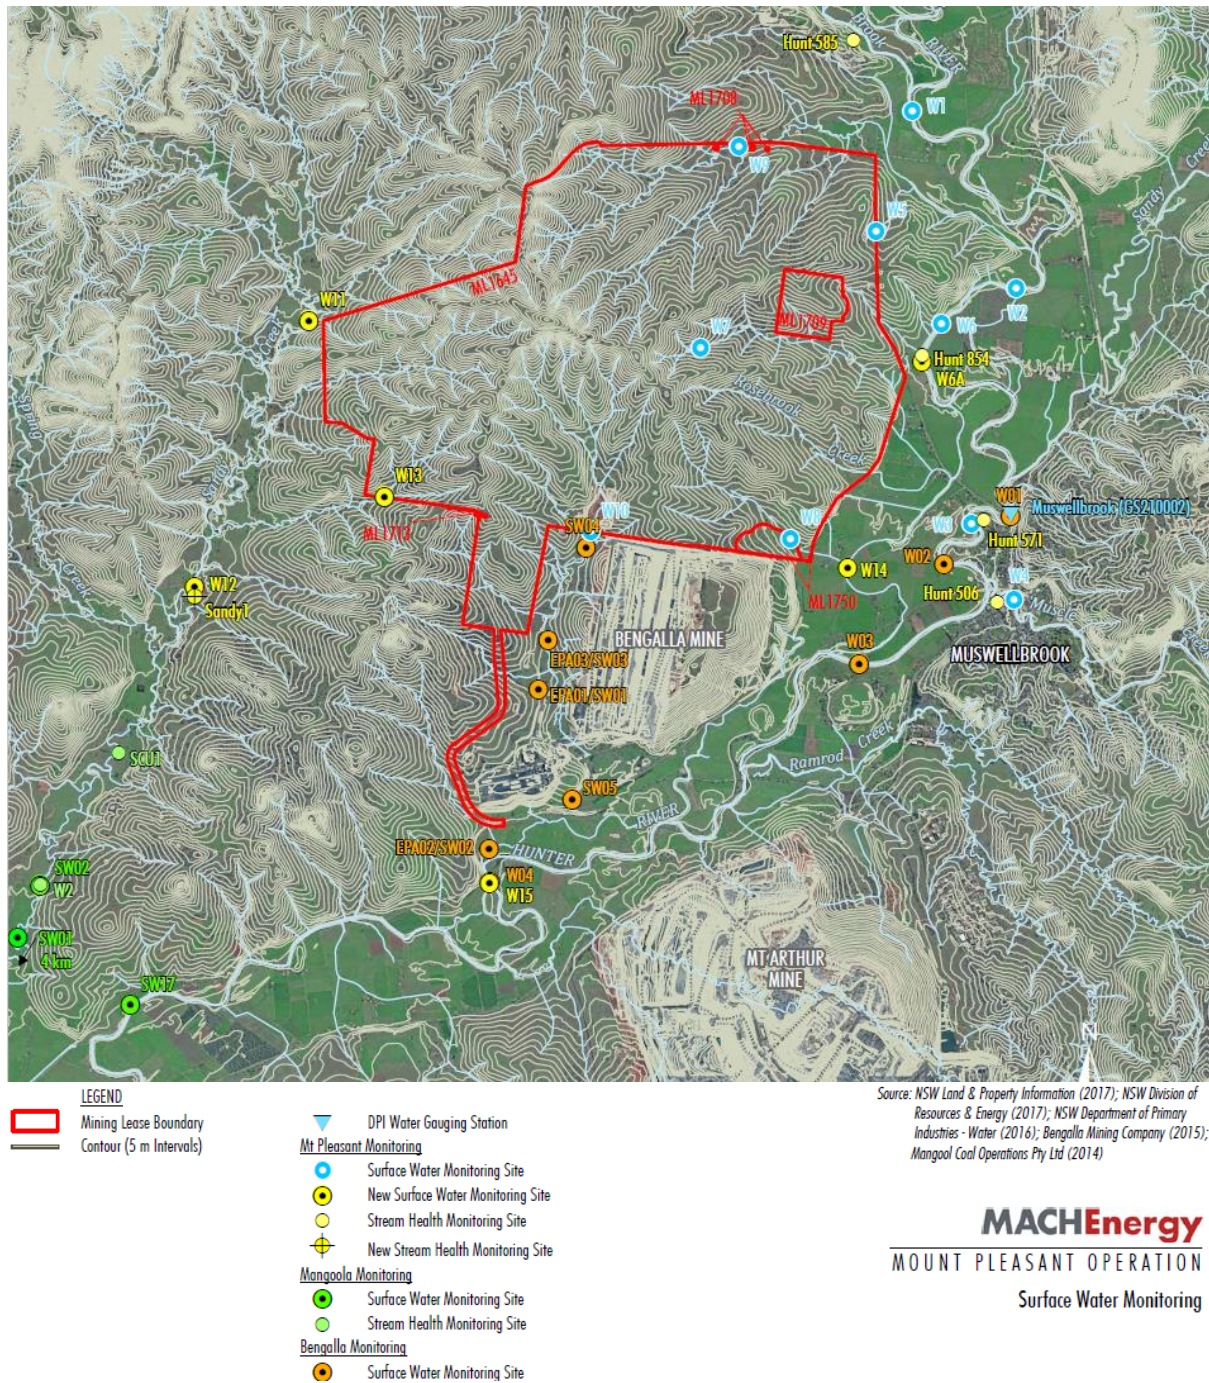 Hunt 585
Brook
RIVER
W1
ML1708
W9
Sandy
Creek
W5
ML1645
W11
ML1709
W2
W6
W7
Hunt 854
W6A
Creek
Rosebrook
Creek
Spring
Sandy
W13
W01
Muswellbrook (GS210002)
W10
SW04
W8
W3
Hunt 571
ML1713
W02
W14
Creek
W12
Sandy1
Hunt 506
W4
Muscle
ML1750
BENGALLA MINE
W03
MUSWELLBROOK
Creek
EPA03/SW03
EPA01/SW01
SCU1
Ramrod Creek
SW05
RIVER
HUNTER
EPA02/SW02
SW02
W2
W04
W15
SW01
4 km
MT ARTHUR
MINE
SW17
N
LEGEND
Mining Lease Boundary
Contour (5 m Intervals)
DPI Water Gauging Station
Mt Pleasant Monitoring
Surface Water Monitoring Site
New Surface Water Monitoring Site
Stream Health Monitoring Site
New Stream Health Monitoring Site
Mangoola Monitoring
Surface Water Monitoring Site
Stream Health Monitoring Site
Bengalla Monitoring
Surface Water Monitoring Site
Source: NSW Land & Property Information (2017); NSW Division of
Resources & Energy (2017); NSW Department of Primary
Industries - Water (2016); Bengalla Mining Company (2015);
Mangool Coal Operations Pty Ltd (2014)
MACHEnergy
MOUNT PLEASANT OPERATION
Surface Water Monitoring